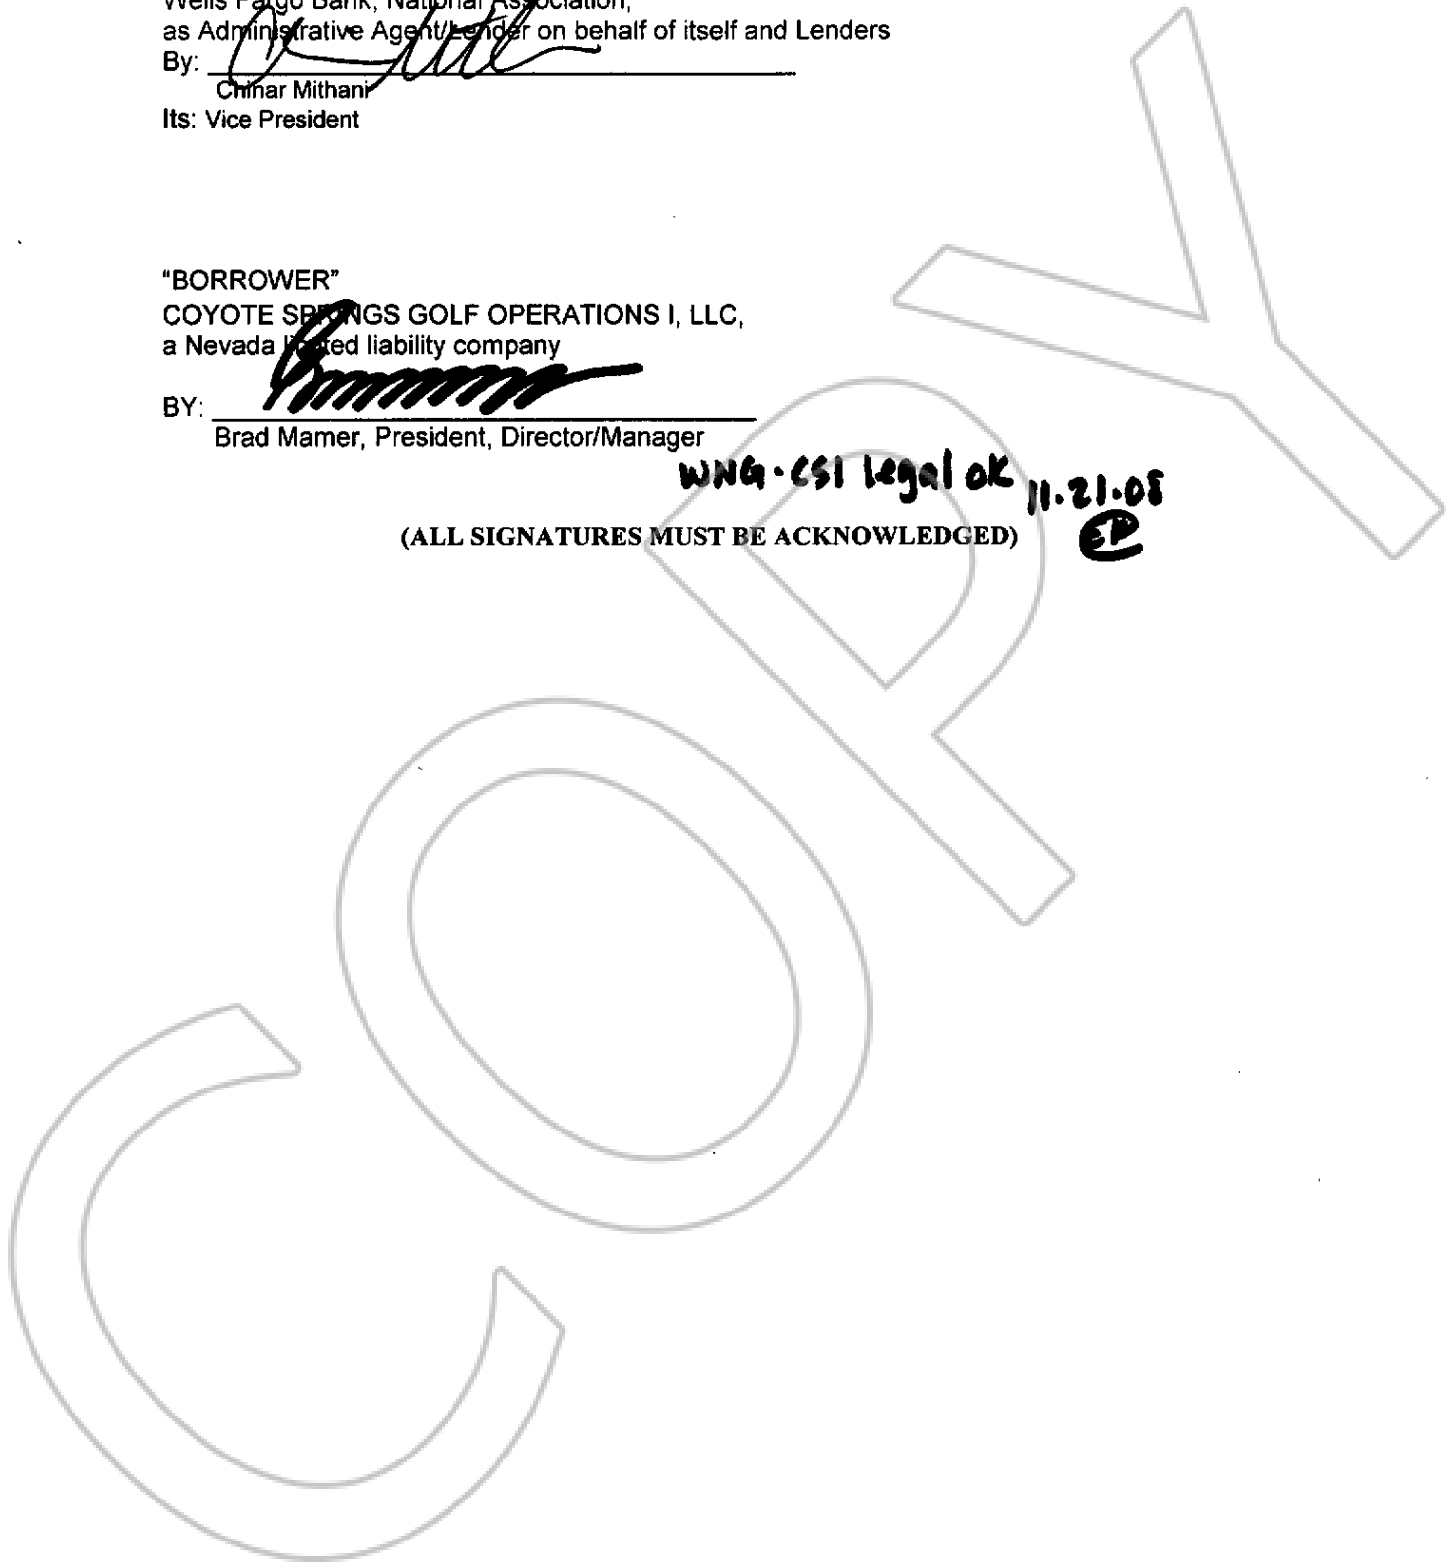 Wells Fargo Bank, National Association,
as Administrative Agent/Lender on behalf of itself and Lenders
By:
Chinar Mithani
Its: Vice President
"BORROWER"
COYOTE SPRINGS GOLF OPERATIONS I, LLC,
a Nevada limited liability company
BY:
Brad Mamer, President, Director/Manager
WNG-CSI legal ok 11.21.08
(ALL SIGNATURES MUST BE ACKNOWLEDGED) EP
COPY